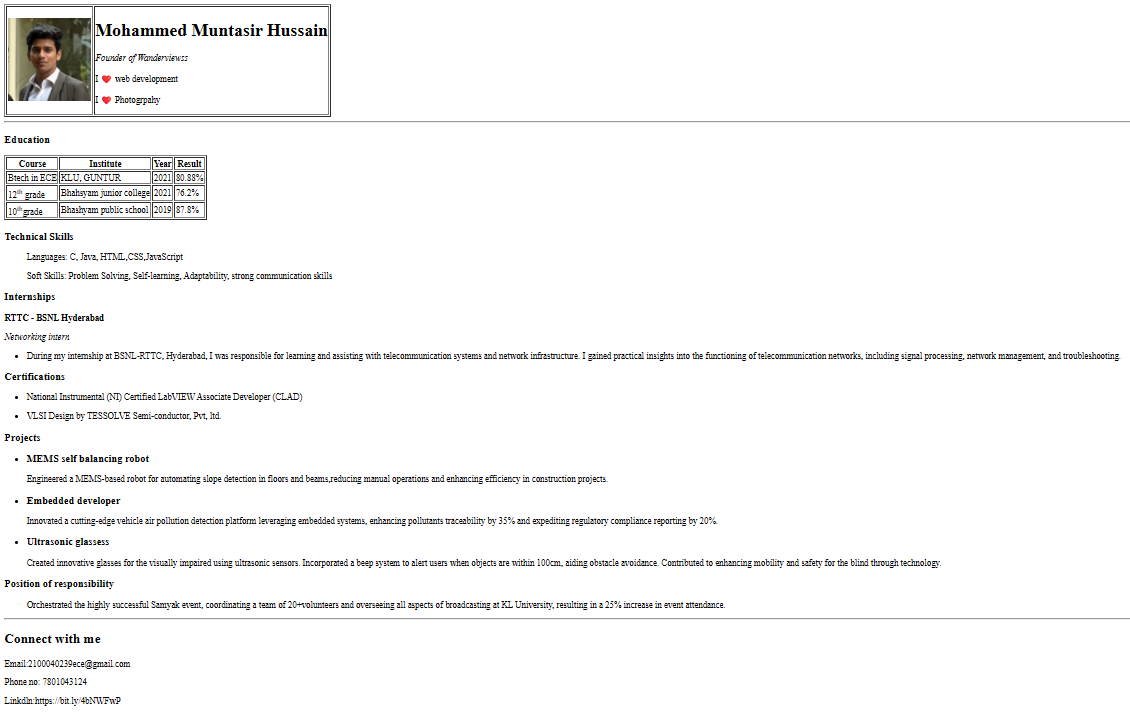 Mohammed Muntasir Hussain
Founder of Wanderviewss
I ❤ web development
I ❤ Photogrpahy
Education
Course Institute Year Result
Btech in ECE KLU, GUNTUR 2021 80.88%
12th grade Bhahsyam junior college 2021 76.2%
10th grade Bhashyam public school 2019 87.8%
Technical Skills
Languages: C, Java, HTML,CSS,JavaScript
Soft Skills: Problem Solving, Self-learning, Adaptability, strong communication skills
Internships
RTTC - BSNL Hyderabad
Networking intern
• During my internship at BSNL-RTTC, Hyderabad, I was responsible for learning and assisting with telecommunication systems and network infrastructure. I gained practical insights into the functioning of telecommunication networks, including signal processing, network management, and troubleshooting.
Certifications
• National Instrumental (NI) Certified LabVIEW Associate Developer (CLAD)
• VLSI Design by TESSOLVE Semi-conductor, Pvt, ltd.
Projects
• MEMS self balancing robot
Engineered a MEMS-based robot for automating slope detection in floors and beams,reducing manual operations and enhancing efficiency in construction projects.
• Embedded developer
Innovated a cutting-edge vehicle air pollution detection platform leveraging embedded systems, enhancing pollutants traceability by 35% and expediting regulatory compliance reporting by 20%.
• Ultrasonic glassess
Created innovative glasses for the visually impaired using ultrasonic sensors. Incorporated a beep system to alert users when objects are within 100cm, aiding obstacle avoidance. Contributed to enhancing mobility and safety for the blind through technology.
Position of responsibility
Orchestrated the highly successful Samyak event, coordinating a team of 20+volunteers and overseeing all aspects of broadcasting at KL University, resulting in a 25% increase in event attendance.
Connect with me
Email:2100040239ece@gmail.com
Phone no: 7801043124
Linkdln:https://bit.ly/4bNWFwP